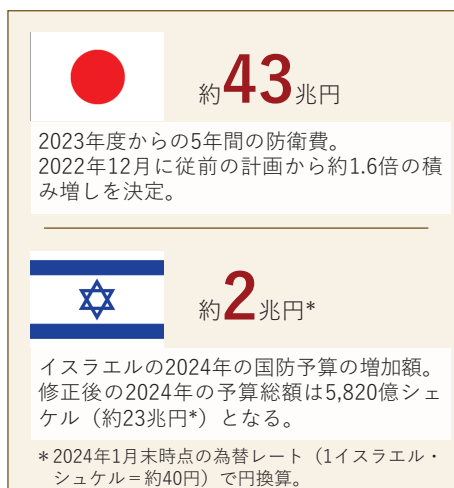 約43兆円
2023年度からの5年間の防衛費。
2022年12月に従前の計画から約1.6倍の積
み増しを決定。
約2兆円*
イスラエルの2024年の国防予算の増加額。
修正後の2024年の予算総額は5,820億シェ
ケル（約23兆円*）となる。
＊2024年1月末時点の為替レート（1イスラエル・
シュケル＝約40円）で円換算。